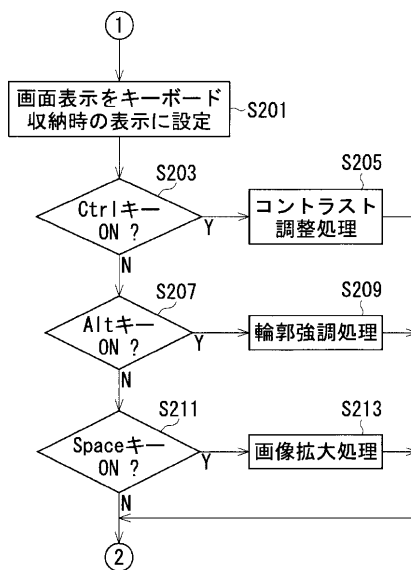 1
画面表示をキーボード
収納時の表示に設定
S201
S203
Ctrlキー
ON ?
Y
N
S205
コントラスト
調整処理
S207
Altキー
ON ?
Y
N
S209
輪郭強調処理
S211
Spaceキー
ON ?
Y
N
S213
画像拡大処理
2